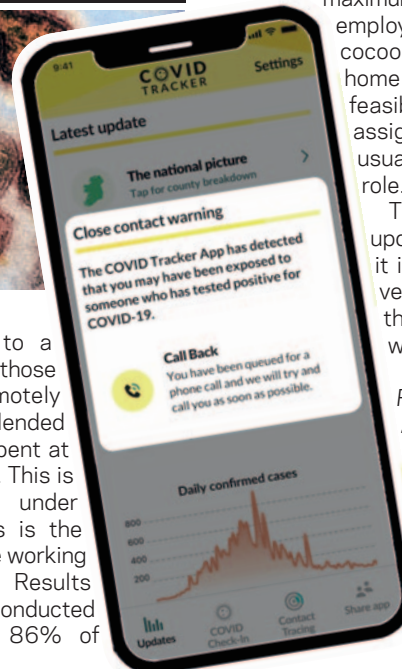 maximum
employ
cocoo
home
feasib
assig
usua
role.
T
upo
it i
ve
th
w
to a
those
motely
lended
pent at
. This is
under
s is the
e working
Results
onducted
86% of
9:41
COVID
TRACKER
Settings
Latest update
The national picture
Tap for county breakdown
Close contact warning
The COVID Tracker App has detected
that you may have been exposed to
someone who has tested positive for
COVID-19.
Call Back
You have been queued for a
phone call and we will try and
call you as soon as possible.
Daily confirmed cases
800
600
400
200
Updates
COVID
Check-In
Contact
Tracing
Share app